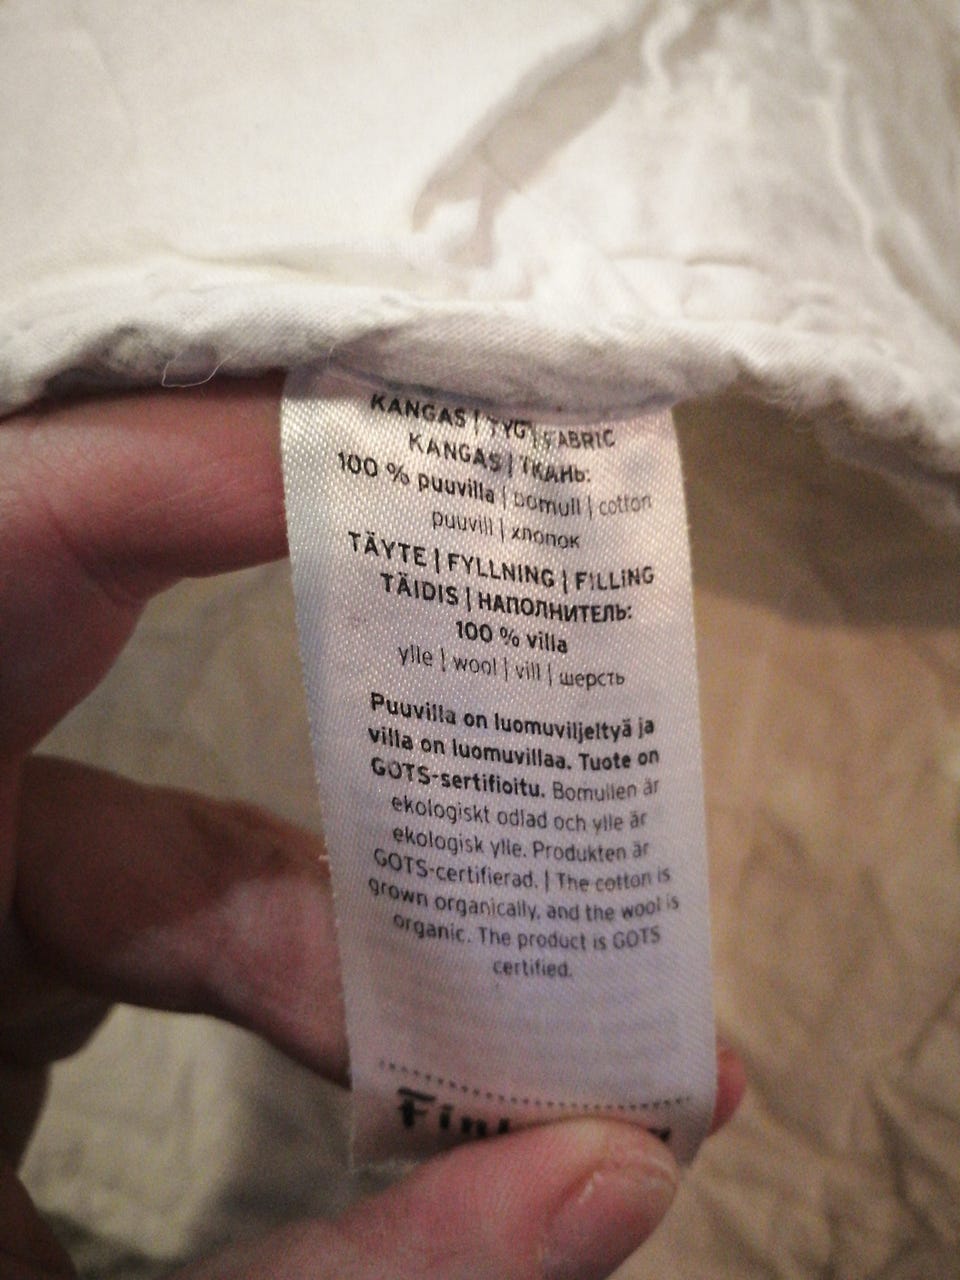 KANGAS | TYG | FABRIC
KANGAS | ТКАНЬ:
100 % puuvilla | bomull | cotton
puuvill | хлопок
TÄYTE | FYLLNING | FILLING
TÄIDIS | НАПОЛНИТЕЛЬ:
100 % villa
ylle | wool | vill | шерсть
Puuvilla on luomuviljeltyä ja
villa on luomuvillaa. Tuote on
GOTS-sertifioitu. Bomullen är
ekologiskt odlad och ylle är
ekologisk ylle. Produkten är
GOTS-certifierad. | The cotton is
grown organically, and the wool is
organic. The product is GOTS
certified.